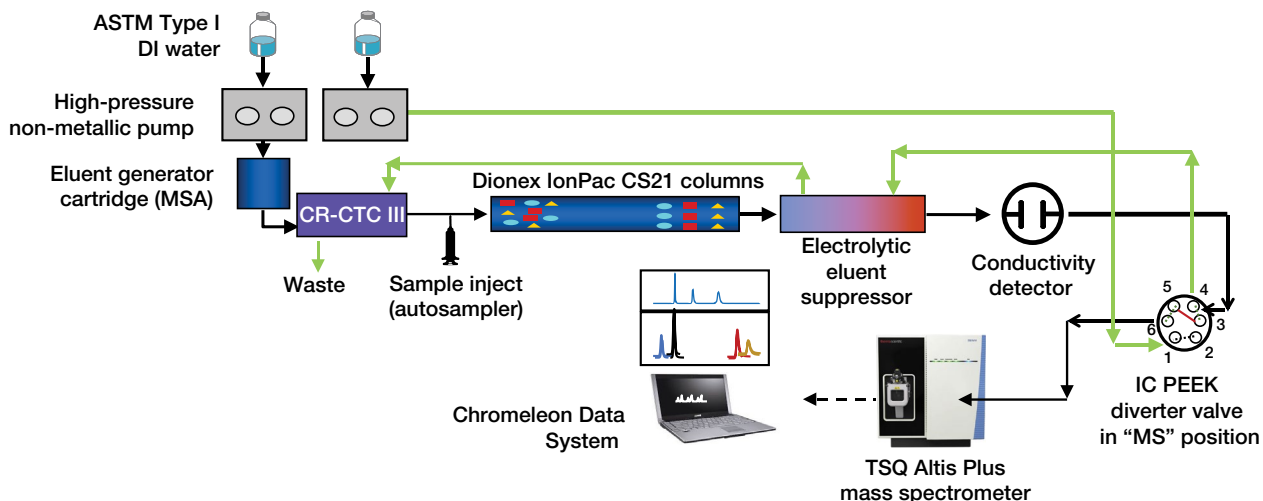 ASTM Type I
DI water
High-pressure
non-metallic pump
Eluent generator
cartridge (MSA)
CR-CTC III
Waste
Sample inject
(autosampler)
Dionex IonPac CS21 columns
Electrolytic
eluent
suppressor
Conductivity
detector
5
4
6
3
1
2
IC PEEK
diverter valve
in “MS” position
Chromeleon Data
System
TSQ Altis Plus
mass spectrometer